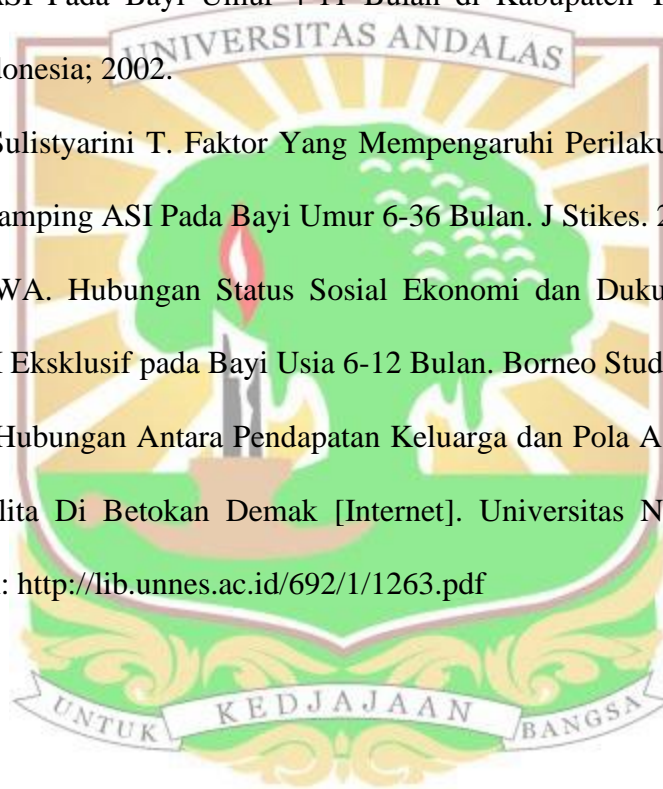 ASI Pada Bayi Umur 4-11 Bulan di Kabupaten
UNIVERSITAS ANDALAS
donesia; 2002.
Sulistyarini T. Faktor Yang Mempengaruhi Perilaku
amping ASI Pada Bayi Umur 6-36 Bulan. J Stikes. 2
WA. Hubungan Status Sosial Ekonomi dan Duku
I Eksklusif pada Bayi Usia 6-12 Bulan. Borneo Stud
Hubungan Antara Pendapatan Keluarga dan Pola A
lita Di Betokan Demak [Internet]. Universitas N
: http://lib.unnes.ac.id/692/1/1263.pdf
UNTUK KEDJAJAAN BANGSA